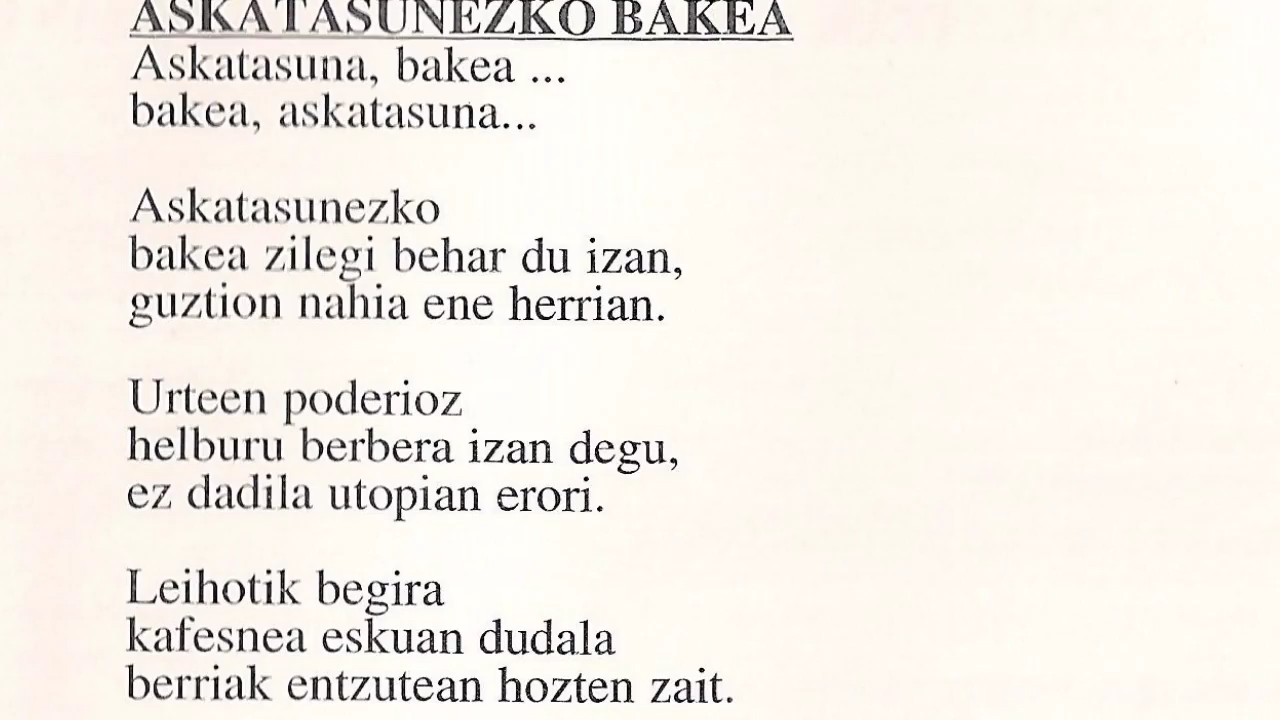 ASKATASUNEZKO BAKEA
Askatasuna, bakea ...
bakea, askatasuna...
Askatasunezko
bakea zilegi behar du izan,
guztion nahia ene herrian.
Urteen poderioz
helburu berbera izan degu,
ez dadila utopian erori.
Leihotik begira
kafesnea eskuan dudala
berriak entzutean hozten zait.